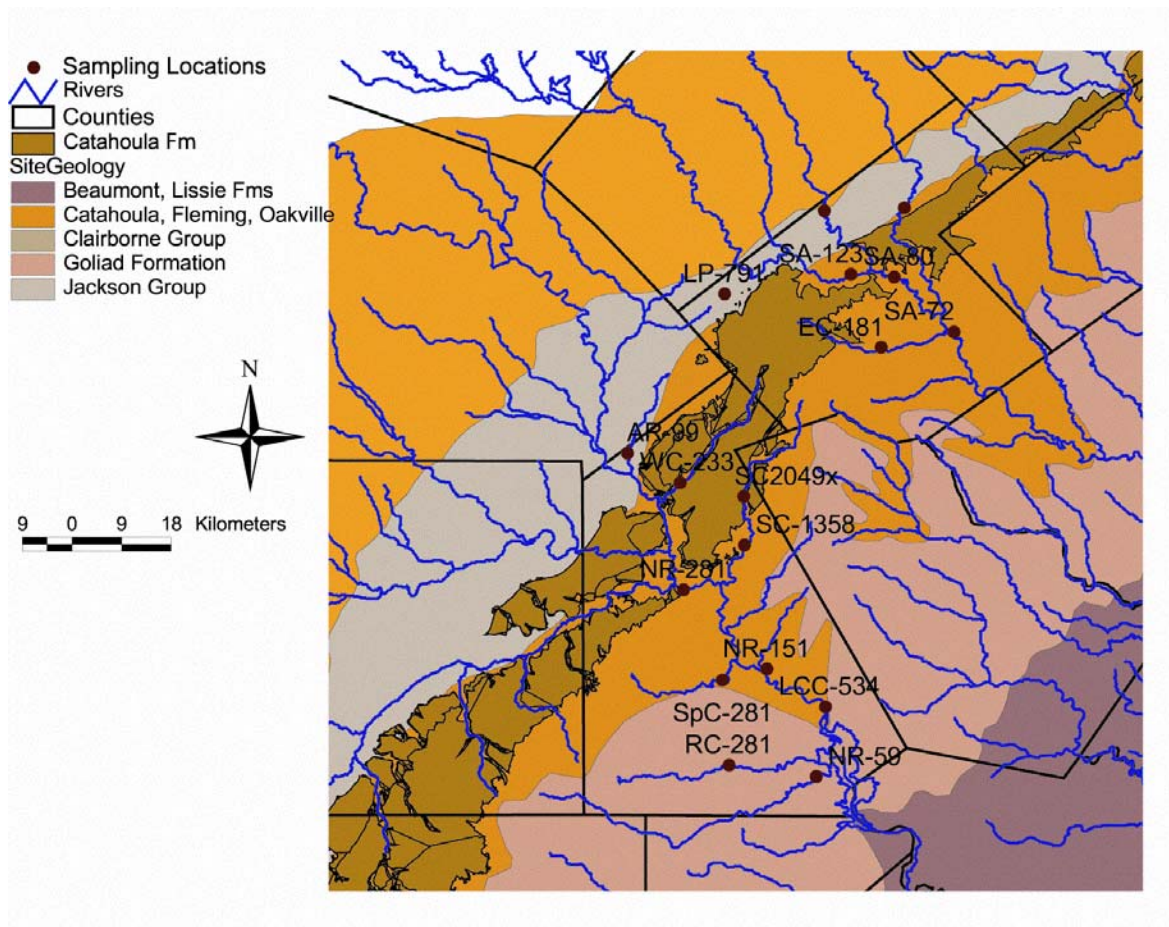 Sampling Locations
Rivers
Counties
Catahoula Fm
SiteGeology
Beaumont, Lissie Fms
Catahoula, Fleming, Oakville
Clairborne Group
Goliad Formation
Jackson Group
N
9 0 9 18 Kilometers
SA-123
SA-80
LP-791
SA-72
EC-181
AR-99
WC-233
SC2049x
SC-1358
NR-281
NR-151
LCC-534
SpC-281
RC-281
NR-59